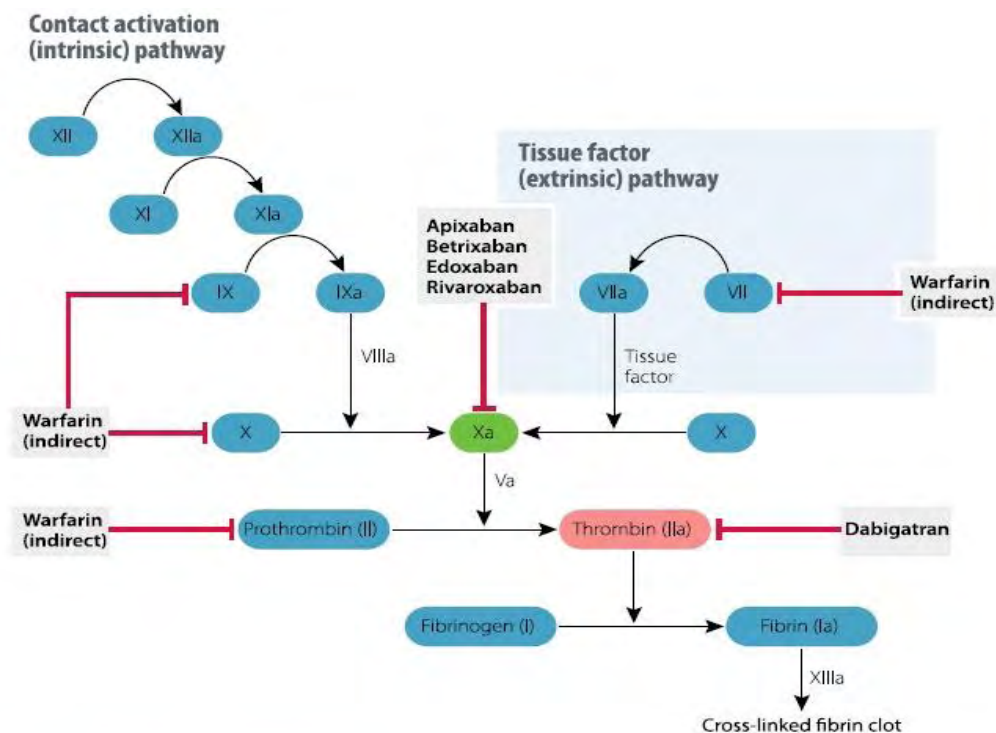 Contact activation
(intrinsic) pathway
XII
XIIa
Tissue factor
(extrinsic) pathway
XI
XIa
Apixaban
Betrixaban
Edoxaban
Rivaroxaban
IX
IXa
VIIa
VII
Warfarin
(indirect)
VIIIa
Tissue
factor
Warfarin
(indirect)
X
Xa
X
Va
Warfarin
(indirect)
Prothrombin (II)
Thrombin (IIa)
Dabigatran
Fibrinogen (I)
Fibrin (Ia)
XIIIa
Cross-linked fibrin clot